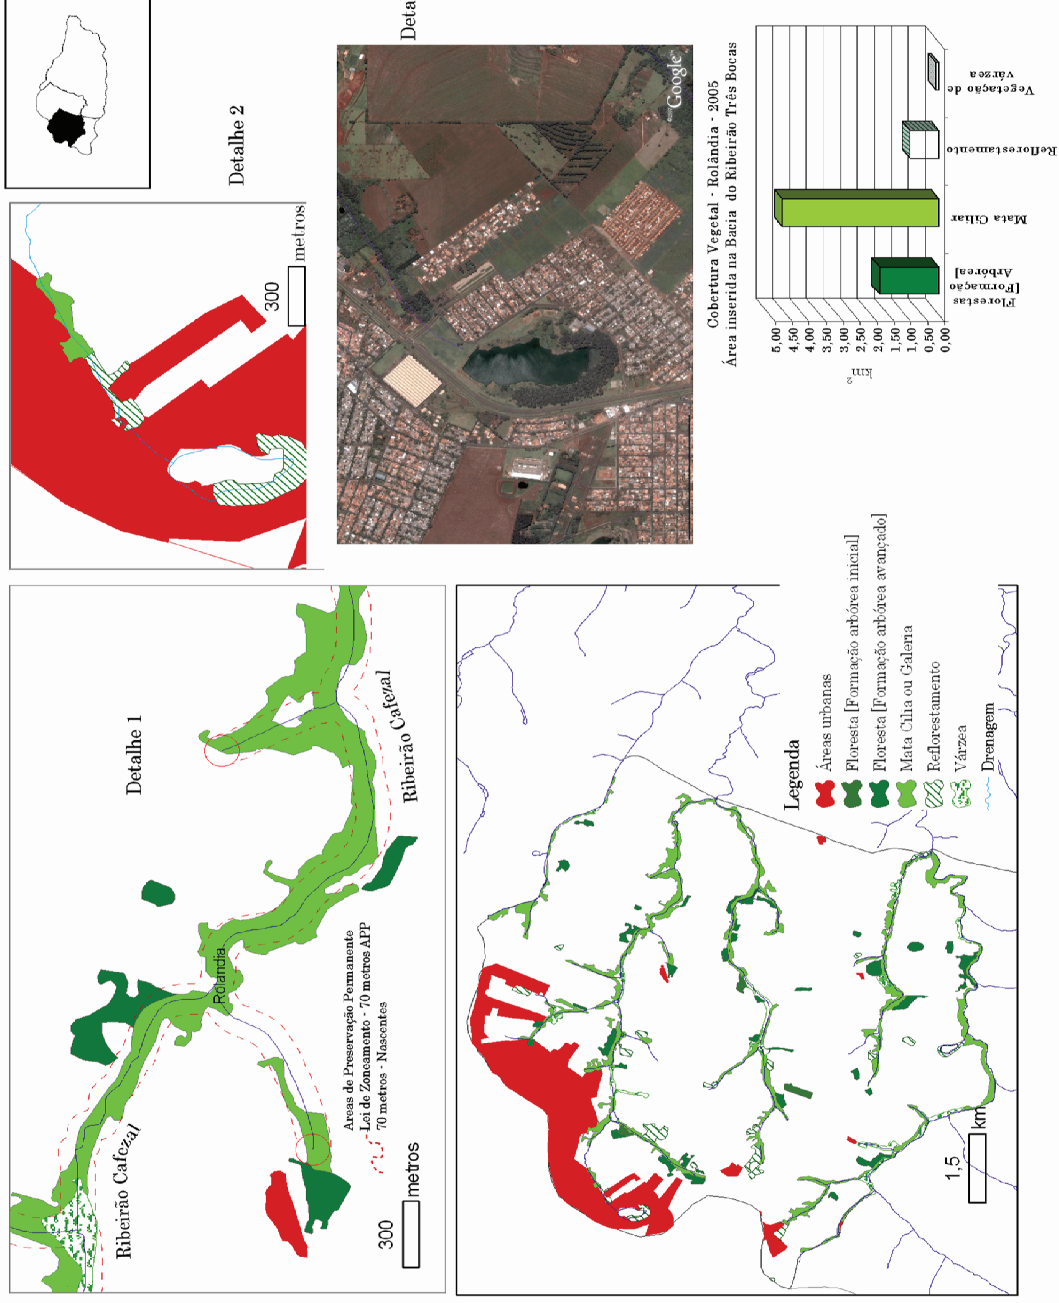 Detalhe 2
300
metros
Deta
Google
Cobertura Vegetal - Rolândia - 2005
Área inserida na Bacia do Ribeirão Três Bocas
5,00
4,50
4,00
3,50
3,00
2,50
2,00
1,50
1,00
0,50
0,00
km²
Florestas
[Formação
Arbórea]
Mata Ciliar
Reflorestamento
Vegetação de
várzea
Detalhe 1
Ribeirão Cafezal
Rolândia
Ribeirão Cafezal
Areas de Preservação Permanente
Lei de Zoneamento - 70 metros APP
70 metros - Nascentes
300
metros
Legenda
Áreas urbanas
Floresta [Formação arbórea inicial]
Floresta [Formação arbórea avançado]
Mata Cilia ou Galeria
Reflorestamento
Várzea
Drenagem
1,5
km